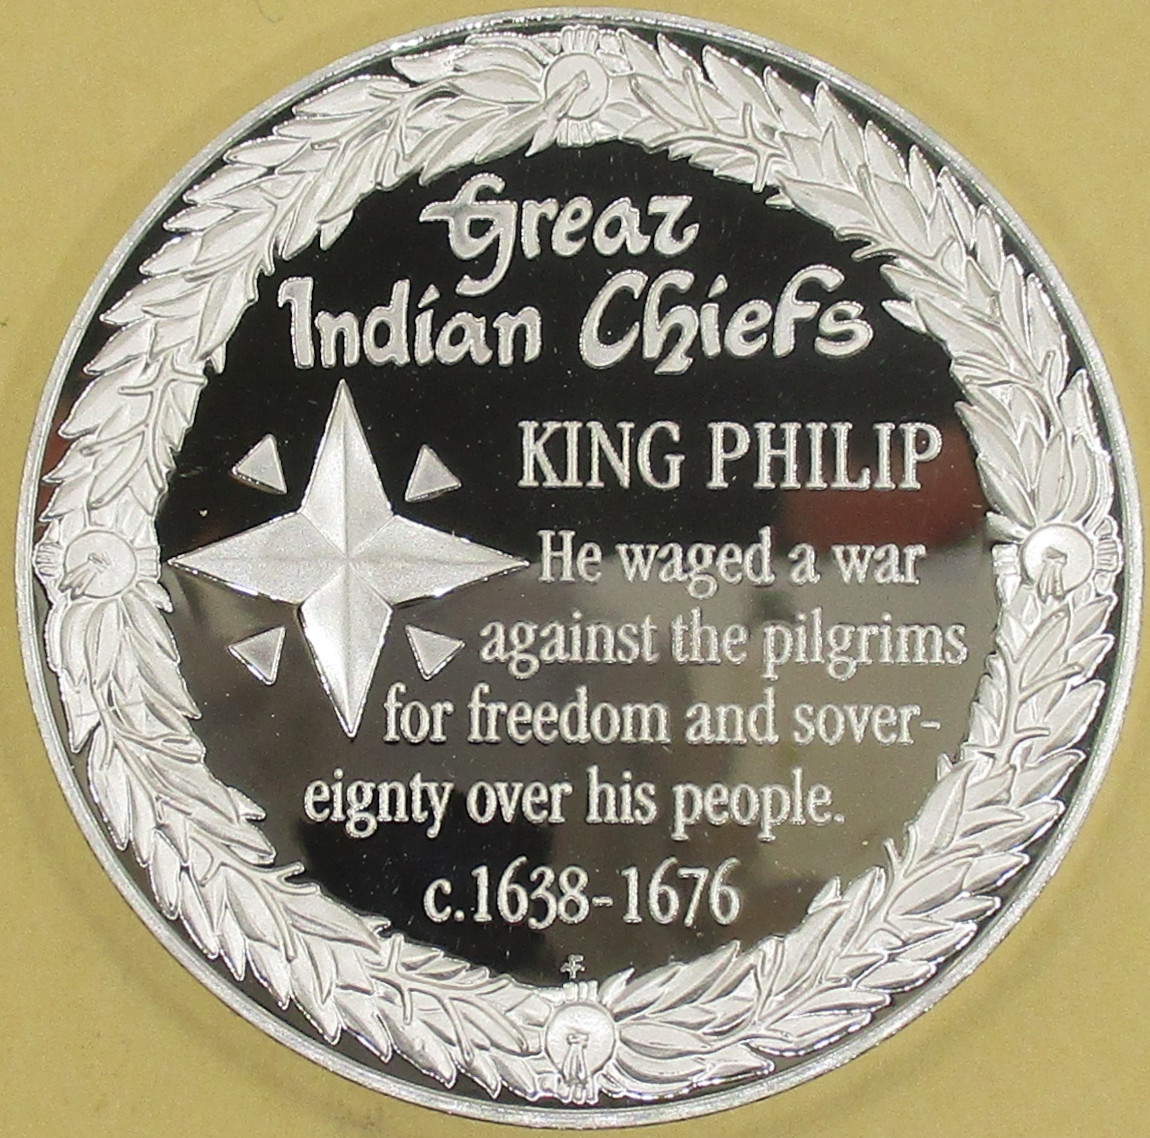 Great
Indian Chiefs
KING PHILIP
He waged a war
against the pilgrims
for freedom and sover-
eignty over his people.
c.1638-1676